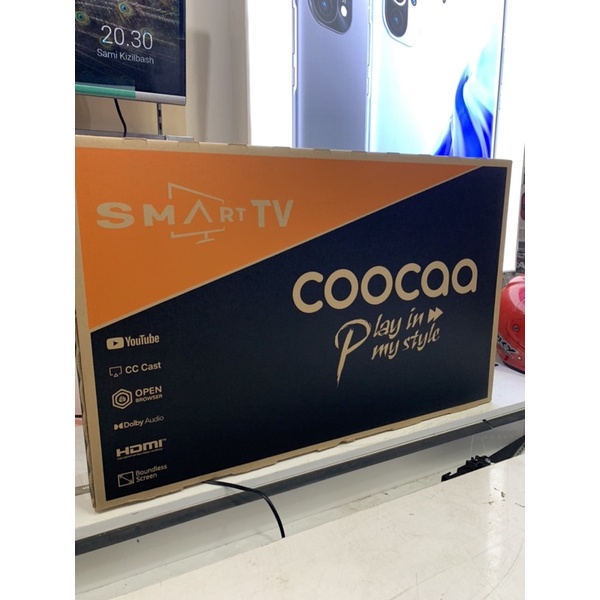 20.30
Sami Kizilbash
SMART TV
coocaa
Play in
my style
YouTube
CC Cast
OPEN
BROWSER
Dolby Audio
HDMI
Boundless
Screen